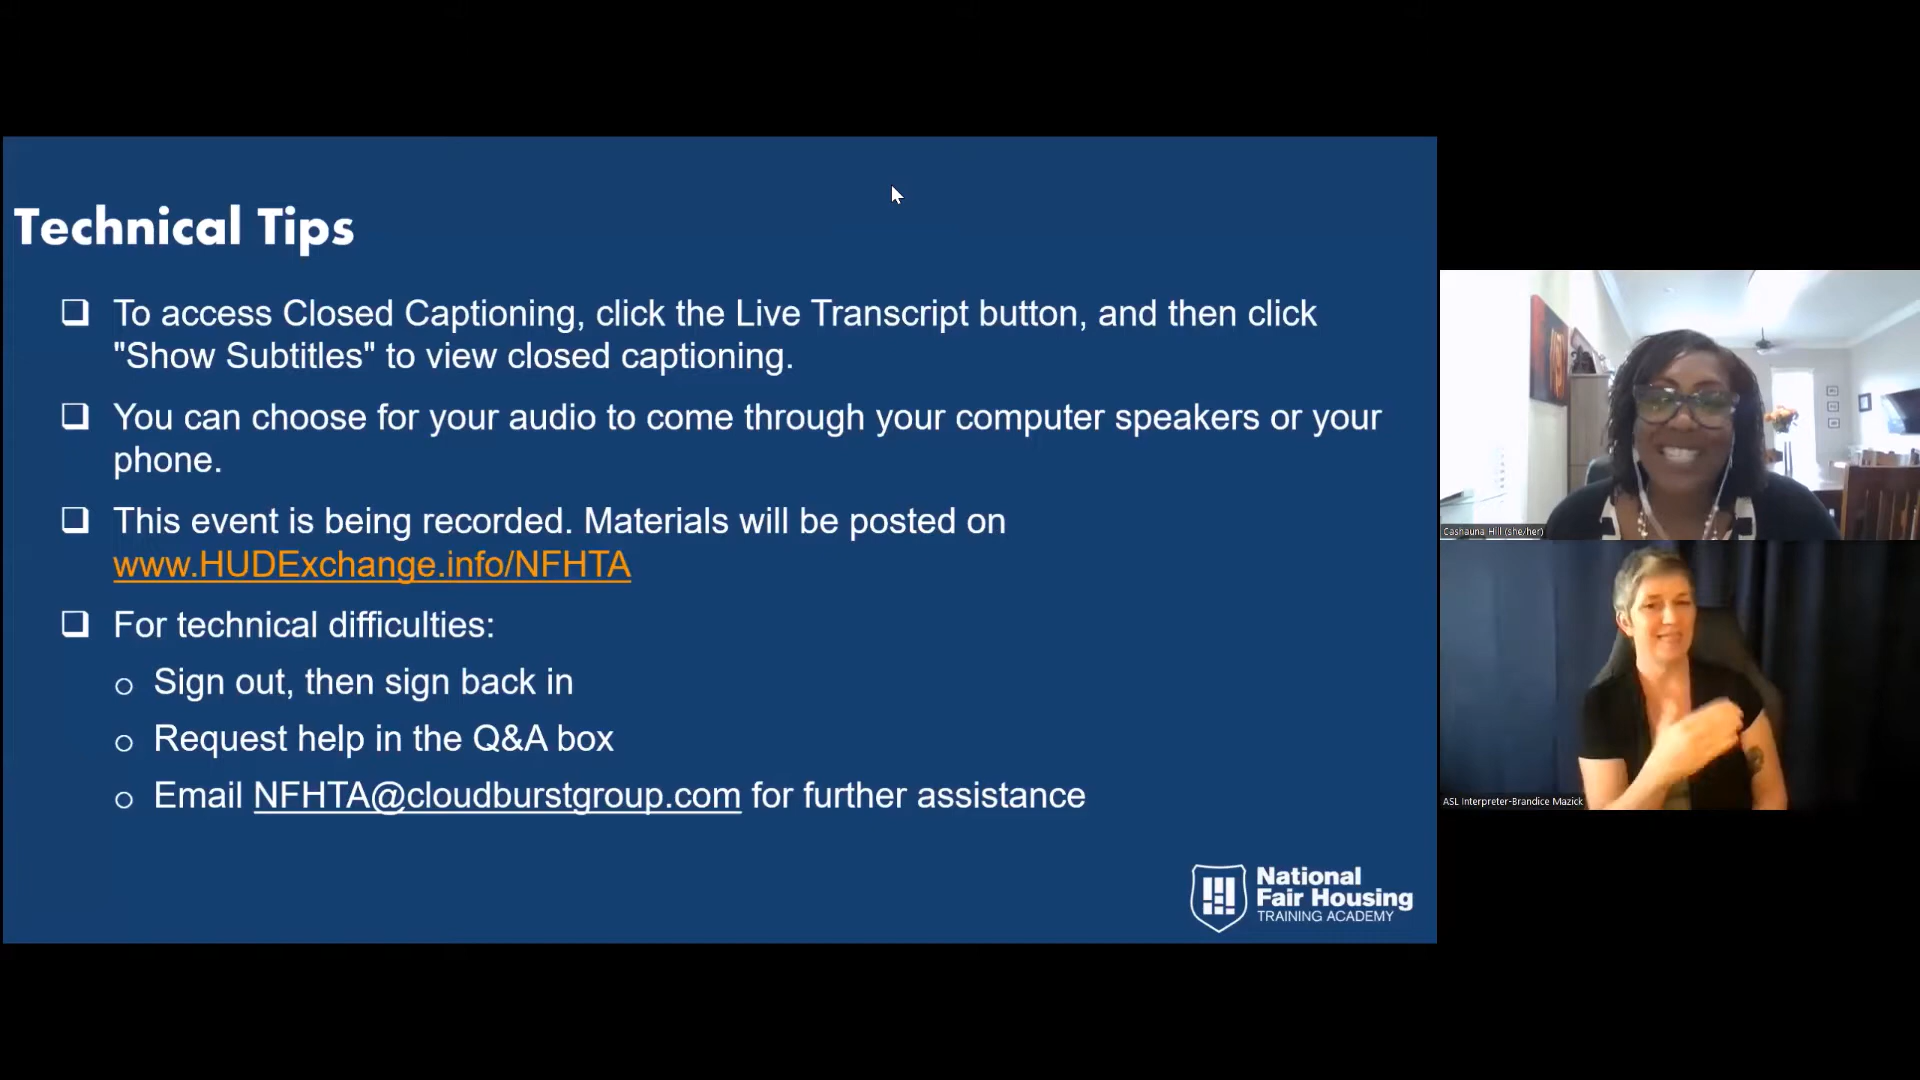 Technical Tips
To access Closed Captioning, click the Live Transcript button, and then click
"Show Subtitles" to view closed captioning.
You can choose for your audio to come through your computer speakers or your
phone.
This event is being recorded. Materials will be posted on
www.HUDExchange.info/NFHTA
For technical difficulties:
Sign out, then sign back in
Request help in the Q&A box
Email NFHTA@cloudburstgroup.com for further assistance
National
Fair Housing
TRAINING ACADEMY
Cashauna Hill (she/her)
ASL Interpreter-Brandice Mazick